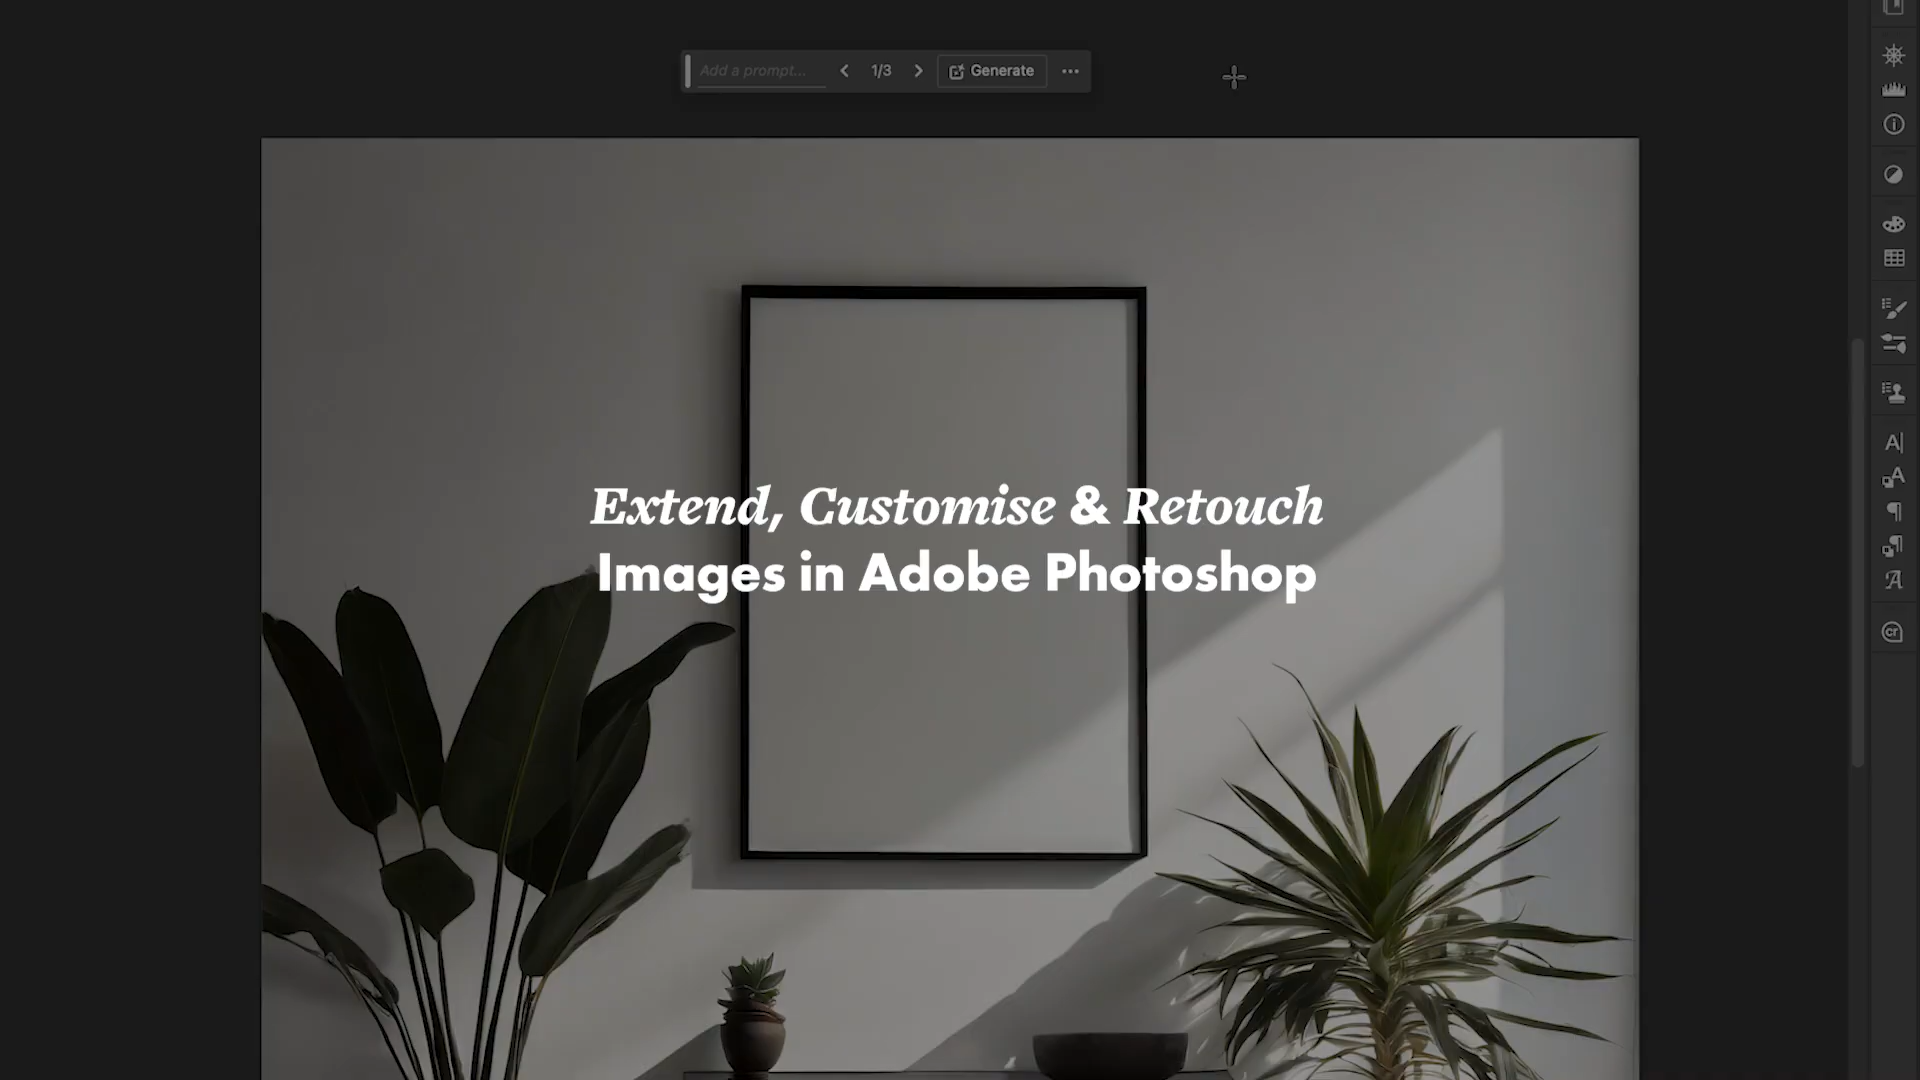 Add a prompt...
1/3
Generate
Extend, Customise & Retouch
Images in Adobe Photoshop